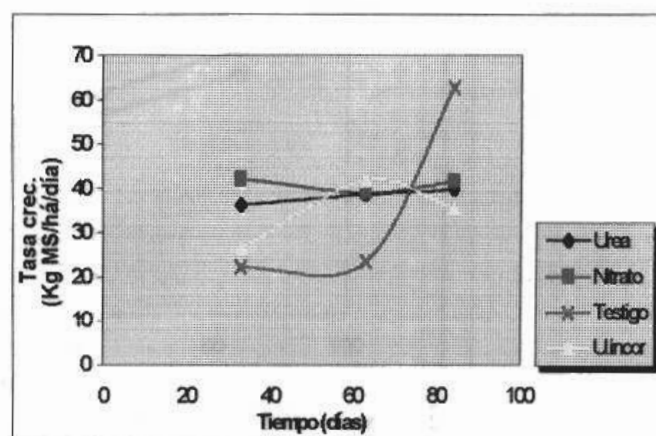 70
60
50
40
30
20
10
0
Tasa crec.
(Kg MS/há/día)
0 20 40 60 80 100
Tiempo (días)
Urea
Nitrato
Testigo
U.incor